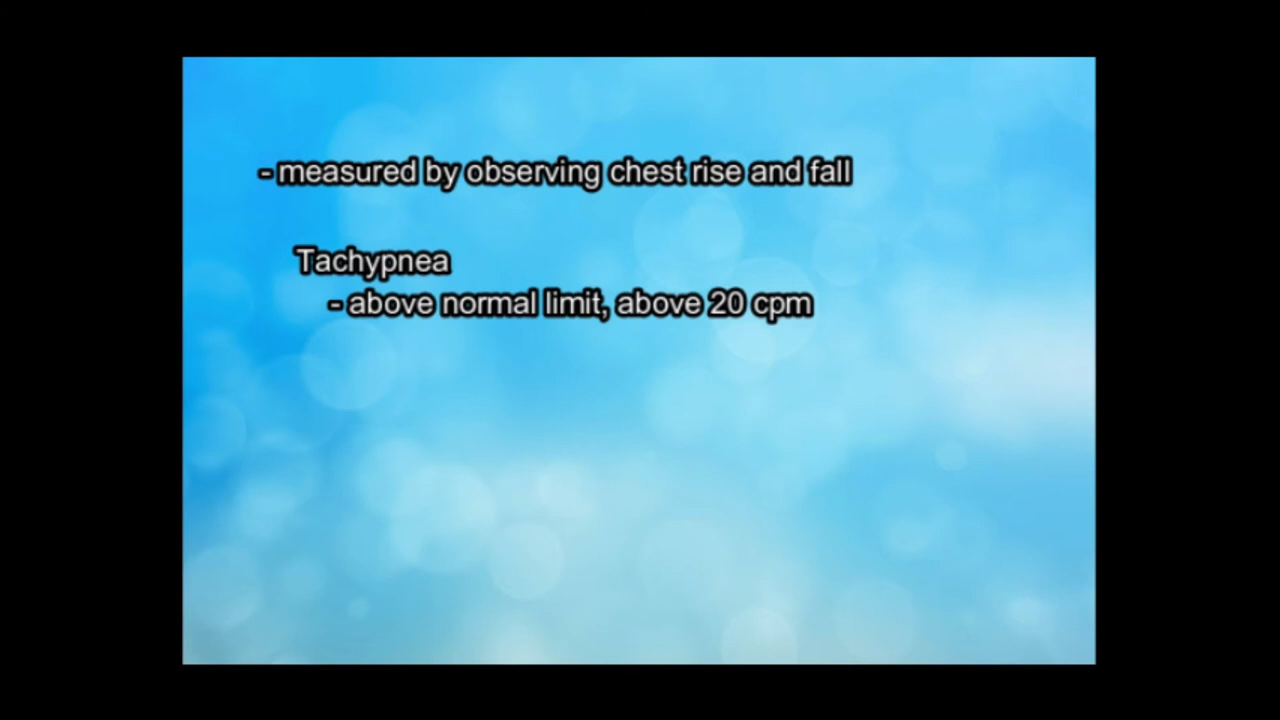 - measured by observing chest rise and fall
Tachypnea
- above normal limit, above 20 cpm